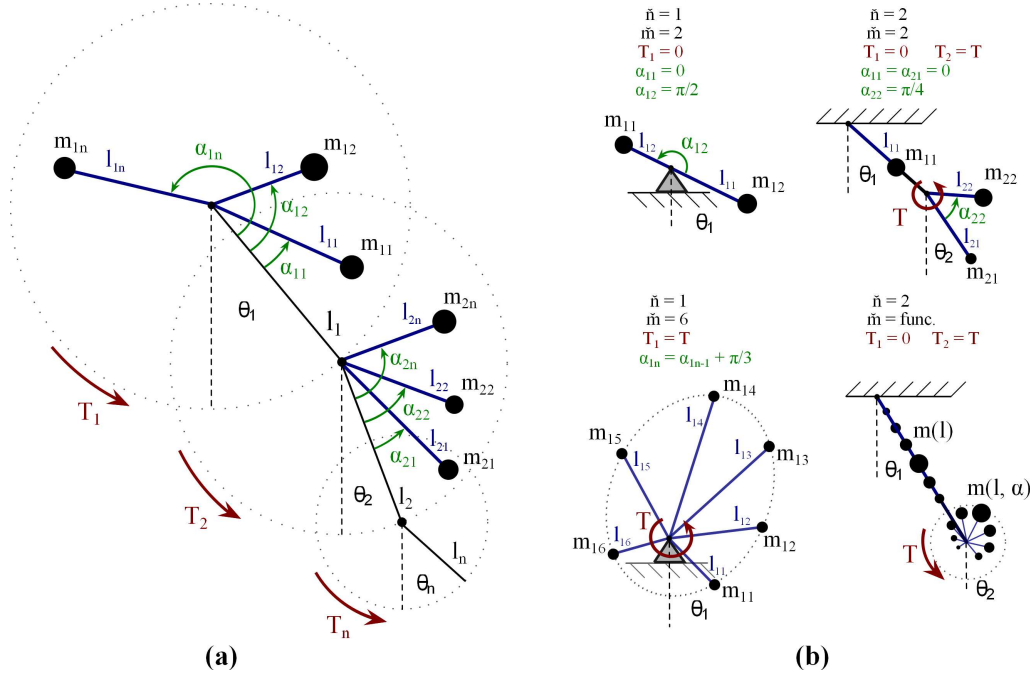 m₁ₙ
l₁ₙ
α₁ₙ
l₁₂
m₁₂
α₁₂
l₁₁
m₁₁
α₁₁
θ₁
l₁
m₂ₙ
l₂ₙ
α₂ₙ
l₂₂
m₂₂
α₂₂
l₂₁
m₂₁
α₂₁
T₁
θ₂
l₂
T₂
lₙ
θₙ
Tₙ
(a)
ň = 1
m̌ = 2
T₁ = 0
α₁₁ = 0
α₁₂ = π/2
m₁₁
l₁₂
α₁₂
l₁₁
m₁₂
θ₁
ň = 2
m̌ = 2
T₁ = 0 T₂ = T
α₁₁ = α₂₁ = 0
α₂₂ = π/4
l₁₁
m₁₁
θ₁
l₂₂
m₂₂
T
α₂₂
l₂₁
θ₂
m₂₁
ň = 1
m̌ = 6
T₁ = T
α₁ₙ = α₁ₙ₋₁ + π/3
m₁₄
l₁₄
m₁₅
l₁₅
l₁₃
m₁₃
T
l₁₂
m₁₂
m₁₆
l₁₆
l₁₁
m₁₁
θ₁
ň = 2
m̌ = func.
T₁ = 0 T₂ = T
m(l)
θ₁
m(l, α)
T
θ₂
(b)